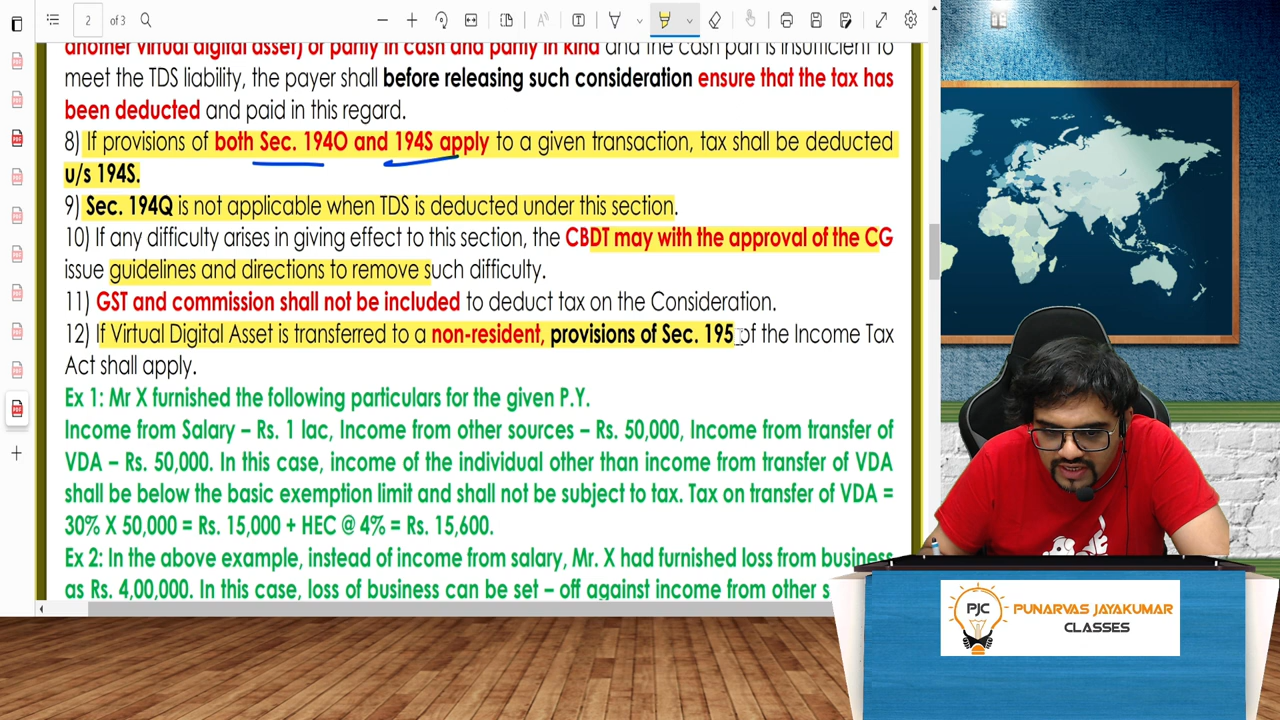 2 of 3
another virtual digital asset) or partly in cash and partly in kind and the cash part is insufficient to
meet the TDS liability, the payer shall before releasing such consideration ensure that the tax has
been deducted and paid in this regard.
8) If provisions of both Sec. 194O and 194S apply to a given transaction, tax shall be deducted
u/s 194S.
9) Sec. 194Q is not applicable when TDS is deducted under this section.
10) If any difficulty arises in giving effect to this section, the CBDT may with the approval of the CG
issue guidelines and directions to remove such difficulty.
11) GST and commission shall not be included to deduct tax on the Consideration.
12) If Virtual Digital Asset is transferred to a non-resident, provisions of Sec. 195 of the Income Tax
Act shall apply.
Ex 1: Mr X furnished the following particulars for the given P.Y.
Income from Salary – Rs. 1 lac, Income from other sources – Rs. 50,000, Income from transfer of
VDA – Rs. 50,000. In this case, income of the individual other than income from transfer of VDA
shall be below the basic exemption limit and shall not be subject to tax. Tax on transfer of VDA =
30% X 50,000 = Rs. 15,000 + HEC @ 4% = Rs. 15,600.
Ex 2: In the above example, instead of income from salary, Mr. X had furnished loss from business
as Rs. 4,00,000. In this case, loss of business can be set – off against income from other s
PJC
PUNARVAS JAYAKUMAR
CLASSES